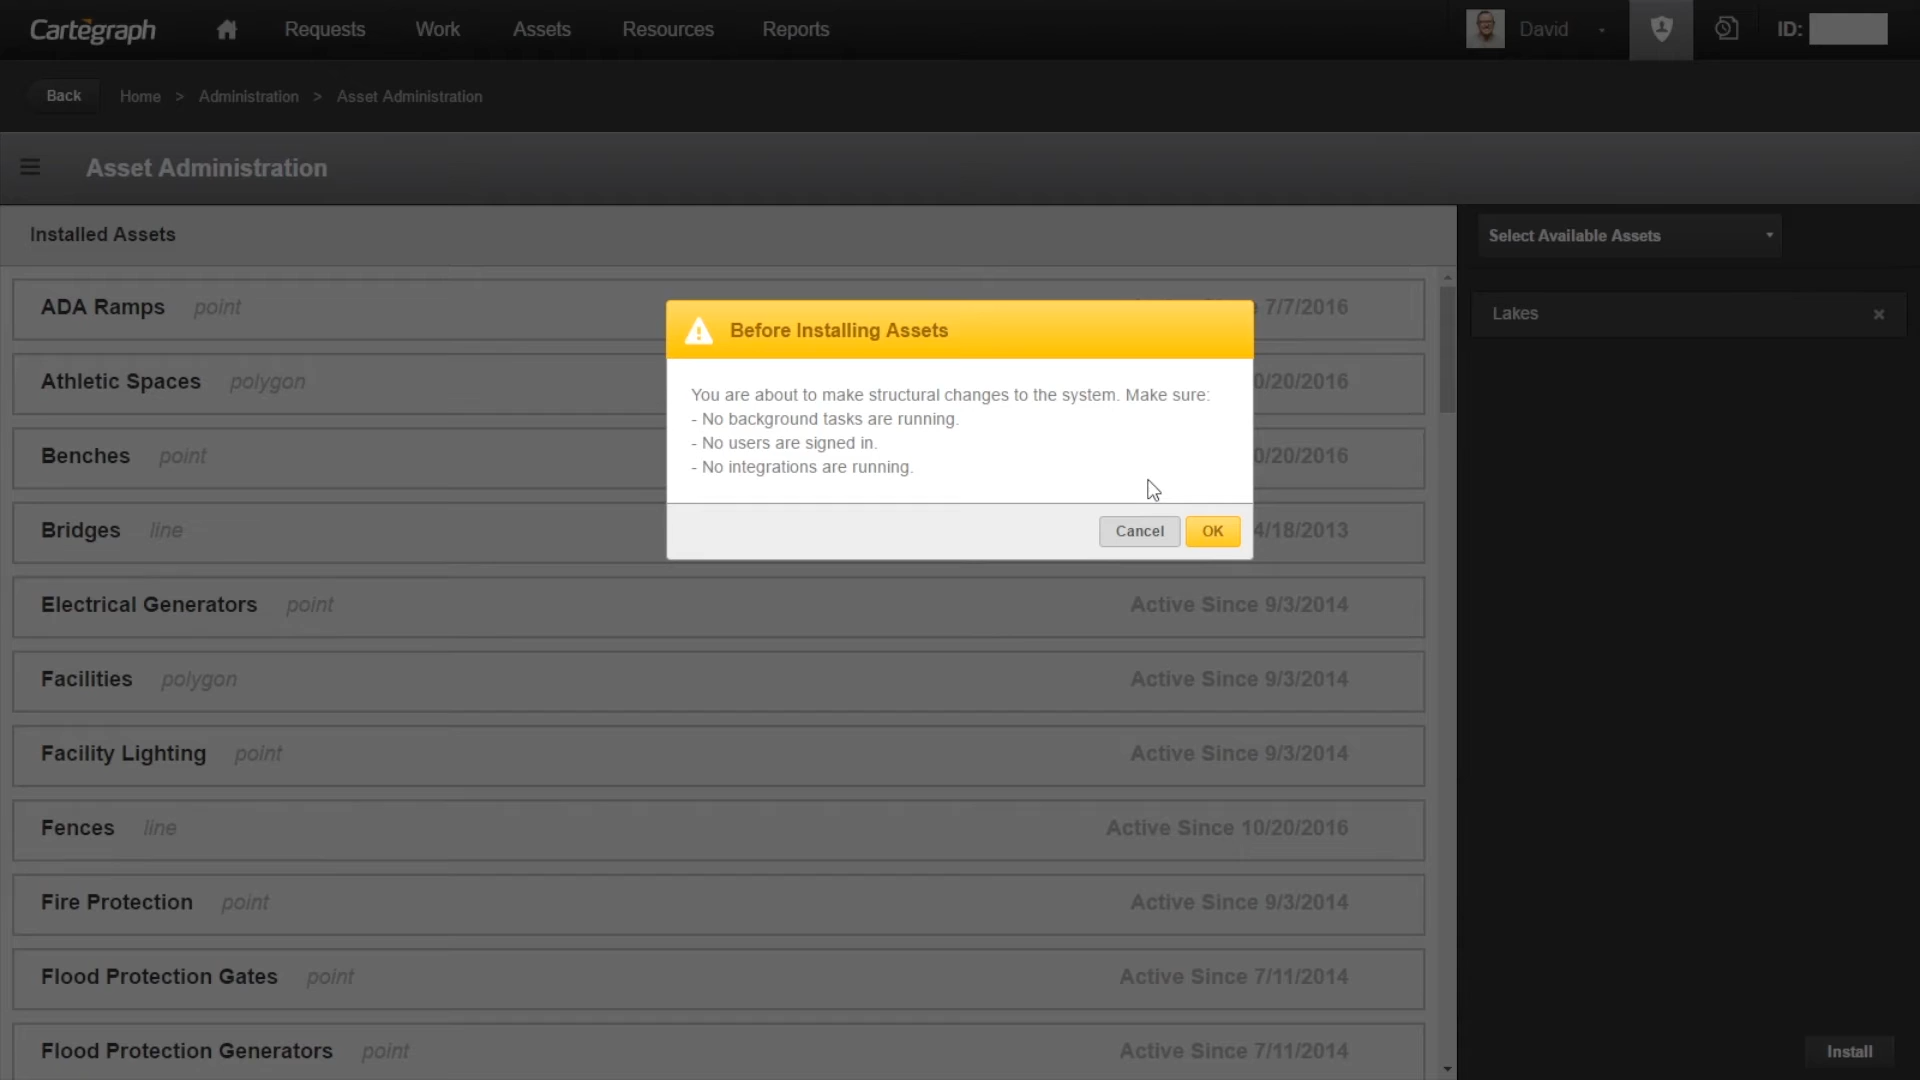 Cartēgraph Requests Work Assets Resources Reports David ID:
Back Home > Administration > Asset Administration
Asset Administration
Installed Assets
Select Available Assets
ADA Ramps point 7/7/2016
Lakes
Before Installing Assets
You are about to make structural changes to the system. Make sure:
- No background tasks are running.
- No users are signed in.
- No integrations are running.
Cancel OK
Athletic Spaces polygon 0/20/2016
Benches point 0/20/2016
Bridges line 4/18/2013
Electrical Generators point Active Since 9/3/2014
Facilities polygon Active Since 9/3/2014
Facility Lighting point Active Since 9/3/2014
Fences line Active Since 10/20/2016
Fire Protection point Active Since 9/3/2014
Flood Protection Gates point Active Since 7/11/2014
Flood Protection Generators point Active Since 7/11/2014
Install